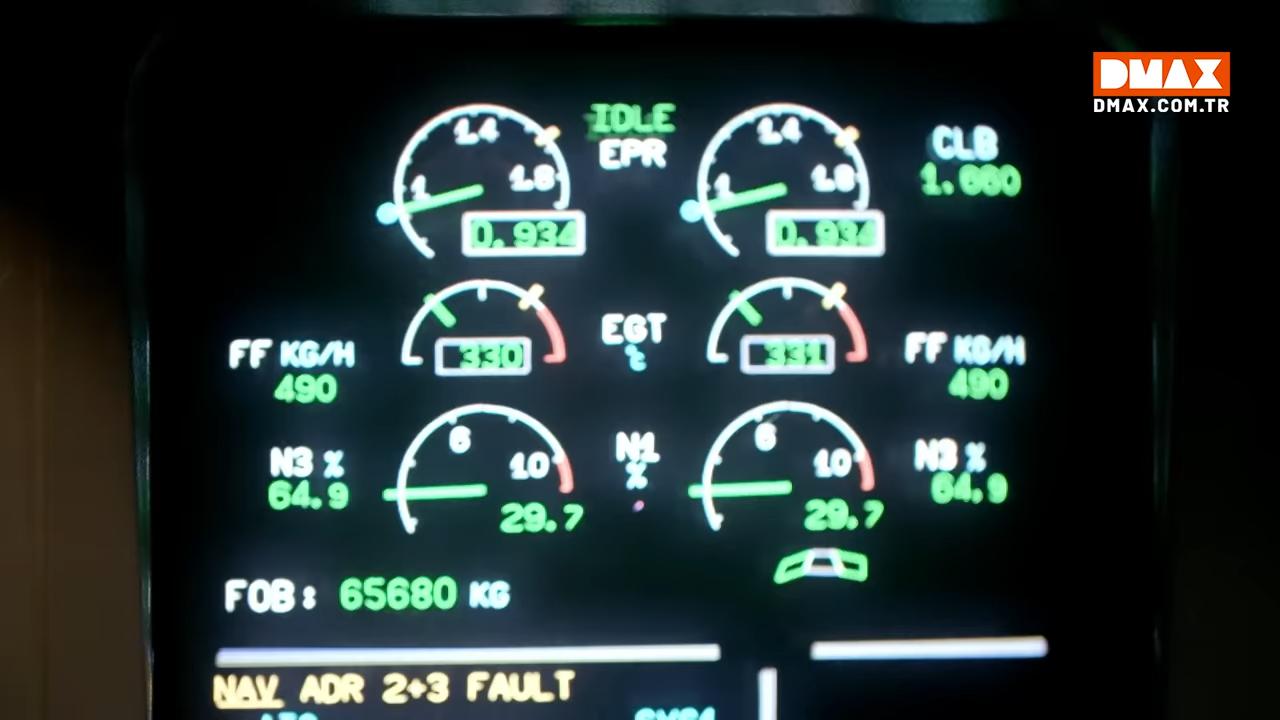 DMAX
DMAX.COM.TR
IDLE
EPR
1 1.4 1.8
0.934
1 1.4 1.8
0.934
CLB
1.060
EGT
°C
330
331
FF KG/H
490
FF KG/H
490
N1
%
6 10
29.7
6 10
29.7
N3 %
64.9
N3 %
64.9
FOB: 65680 KG
NAV ADR 2+3 FAULT